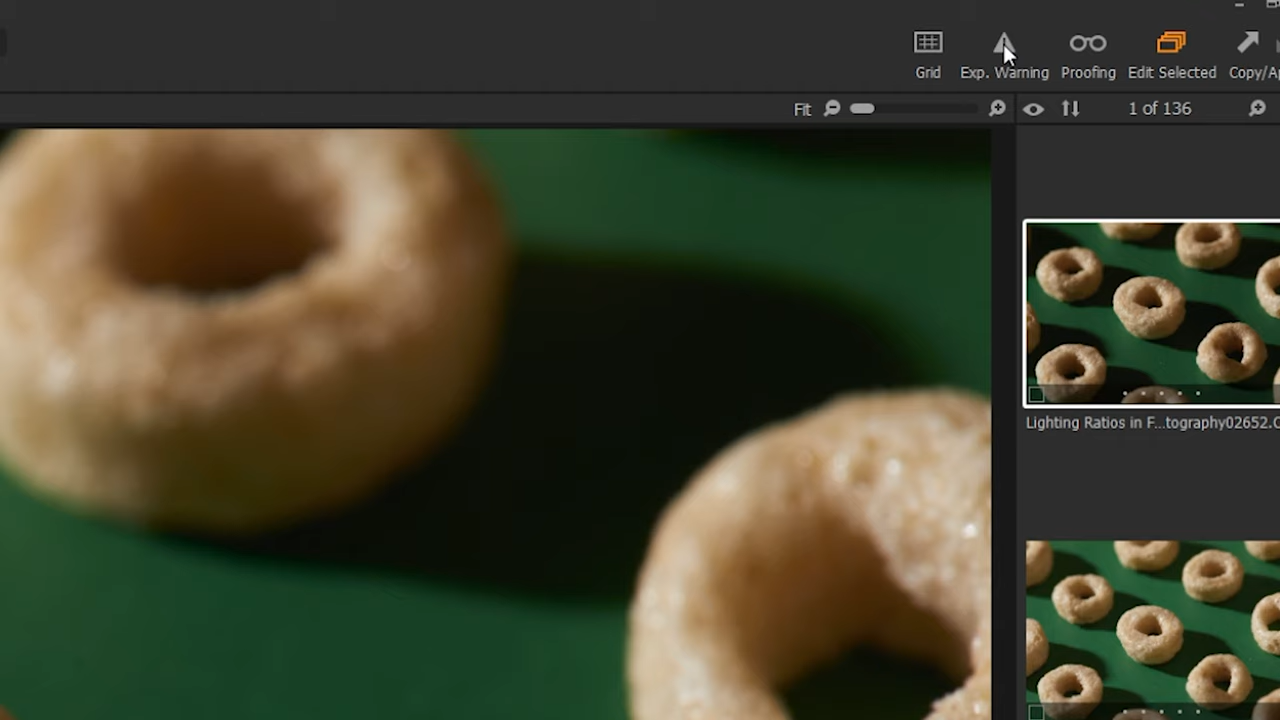 Grid Exp. Warning Proofing Edit Selected Copy/Ap
Fit 1 of 136
Lighting Ratios in F...tography02652.C